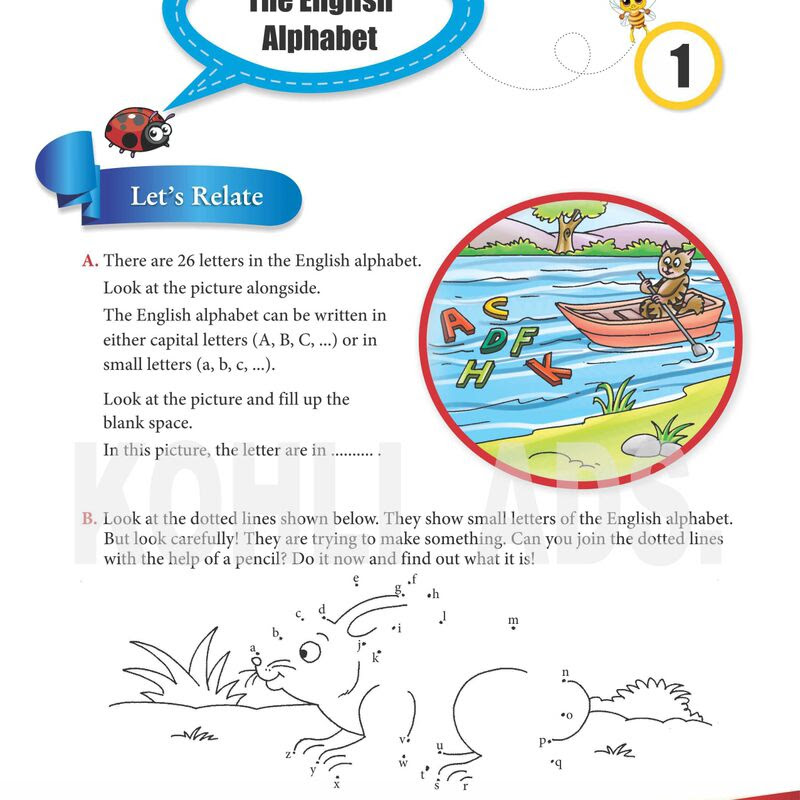 The English
Alphabet
1
Let's Relate
A. There are 26 letters in the English alphabet.
Look at the picture alongside.
The English alphabet can be written in
either capital letters (A, B, C, ...) or in
small letters (a, b, c, ...).
Look at the picture and fill up the
blank space.
In this picture, the letter are in .......... .
A C
D F
H K
KOHLI ADS.
B. Look at the dotted lines shown below. They show small letters of the English alphabet.
But look carefully! They are trying to make something. Can you join the dotted lines
with the help of a pencil? Do it now and find out what it is!
e f
g h
c d l m
b i
a j k
n
o
v u p
z w q
y t
x s r